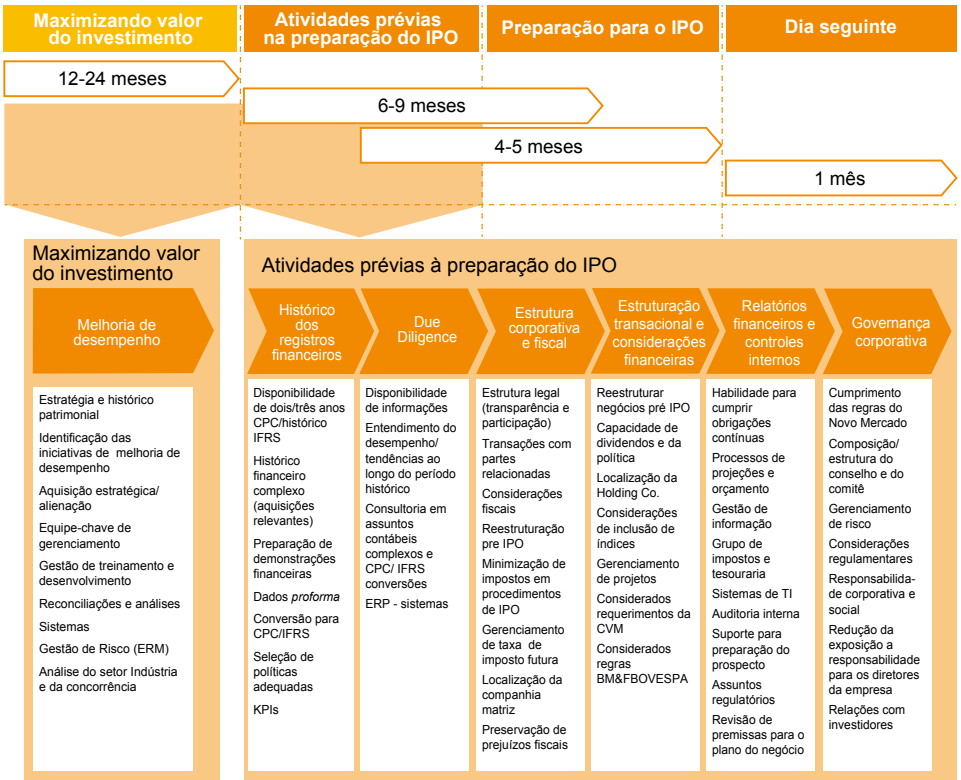 Maximizando valor
do investimento
Atividades prévias
na preparação do IPO
Preparação para o IPO
Dia seguinte
12-24 meses
6-9 meses
4-5 meses
1 mês
Maximizando valor
do investimento
Melhoria de
desempenho
Estratégia e histórico
patrimonial
Identificação das
iniciativas de melhoria de
desempenho
Aquisição estratégica/
alienação
Equipe-chave de
gerenciamento
Gestão de treinamento e
desenvolvimento
Reconciliações e análises
Sistemas
Gestão de Risco (ERM)
Análise do setor Indústria
e da concorrência
Atividades prévias à preparação do IPO
Histórico
dos
registros
financeiros
Disponibilidade
de dois/três anos
CPC/histórico
IFRS
Histórico
financeiro
complexo
(aquisições
relevantes)
Preparação de
demonstrações
financeiras
Dados proforma
Conversão para
CPC/IFRS
Seleção de
políticas
adequadas
KPIs
Due
Diligence
Disponibilidade
de informações
Entendimento do
desempenho/
tendências ao
longo do período
histórico
Consultoria em
assuntos
contábeis
complexos e
CPC/ IFRS
conversões
ERP - sistemas
Estrutura
corporativa
e fiscal
Estrutura legal
(transparência e
participação)
Transações com
partes
relacionadas
Considerações
fiscais
Reestruturação
pre IPO
Minimização de
impostos em
procedimentos
de IPO
Gerenciamento
de taxa de
imposto futura
Localização da
companhia
matriz
Preservação de
prejuízos fiscais
Estruturação
transacional e
considerações
financeiras
Reestruturar
negócios pré IPO
Capacidade de
dividendos e da
política
Localização da
Holding Co.
Considerações
de inclusão de
índices
Gerenciamento
de projetos
Considerados
requerimentos da
CVM
Considerados
regras
BM&FBOVESPA
Relatórios
financeiros e
controles
internos
Habilidade para
cumprir
obrigações
contínuas
Processos de
projeções e
orçamento
Gestão de
informação
Grupo de
impostos e
tesouraria
Sistemas de TI
Auditoria interna
Suporte para
preparação do
prospecto
Assuntos
regulatórios
Revisão de
premissas para o
plano do negócio
Governança
corporativa
Cumprimento
das regras do
Novo Mercado
Composição/
estrutura do
conselho e do
comitê
Gerenciamento
de risco
Considerações
regulamentares
Responsabilida-
de corporativa e
social
Redução da
exposição a
responsabilidade
para os diretores
da empresa
Relações com
investidores